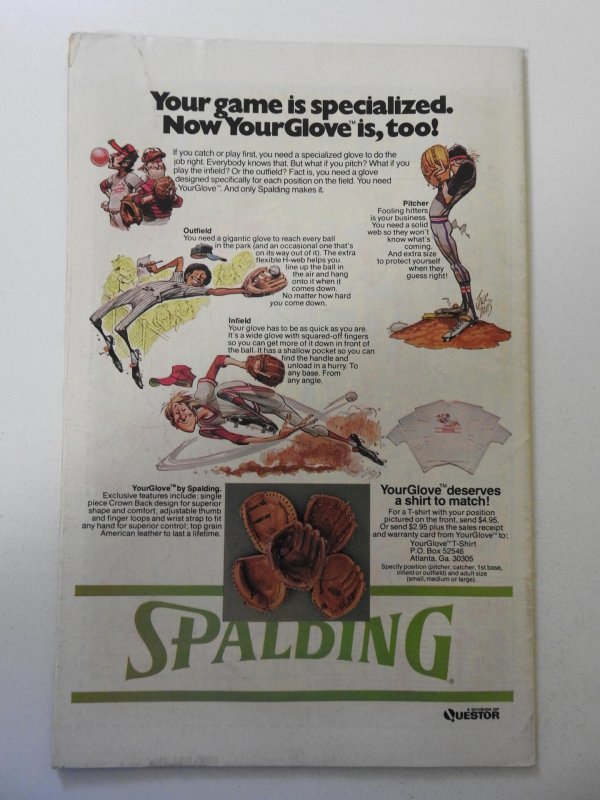 Your game is specialized.
Now YourGlove™ is, too!
If you catch or play first, you need a specialized glove to do the
job right. Everybody knows that. But what if you pitch? What if you
play the infield? Or the outfield? Fact is, you need a glove
designed specifically for each position on the field. You need
YourGlove™. And only Spalding makes it.
Pitcher
Fooling hitters
is your business.
You need a solid
web so they won't
know what's
coming.
And extra size
to protect yourself
when they
guess right!
Outfield
You need a gigantic glove to reach every ball
in the park (and an occasional one that's
on its way out of it). The extra
flexible H-web helps you
line up the ball in
the air and hang
onto it when it
comes down.
No matter how hard
you come down.
Infield
Your glove has to be as quick as you are.
It's a wide glove with squared-off fingers
so you can get more of it down in front of
the ball. It has a shallow pocket so you can
find the handle and
unload in a hurry. To
any base. From
any angle.
YourGlove™ by Spalding.
Exclusive features include: single
piece Crown Back design for superior
shape and comfort; adjustable thumb
and finger loops and wrist strap to fit
any hand for superior control; top grain
American leather to last a lifetime.
YourGlove™ deserves
a shirt to match!
For a T-shirt with your position
pictured on the front, send $4.95.
Or send $2.95 plus the sales receipt
and warranty card from YourGlove™ to:
YourGlove™ T-Shirt
P.O. Box 52546
Atlanta, Ga. 30305
Specify position (pitcher, catcher, 1st base,
infield or outfield) and adult size
(small, medium or large).
SPALDING®
A DIVISION OF
QUESTOR